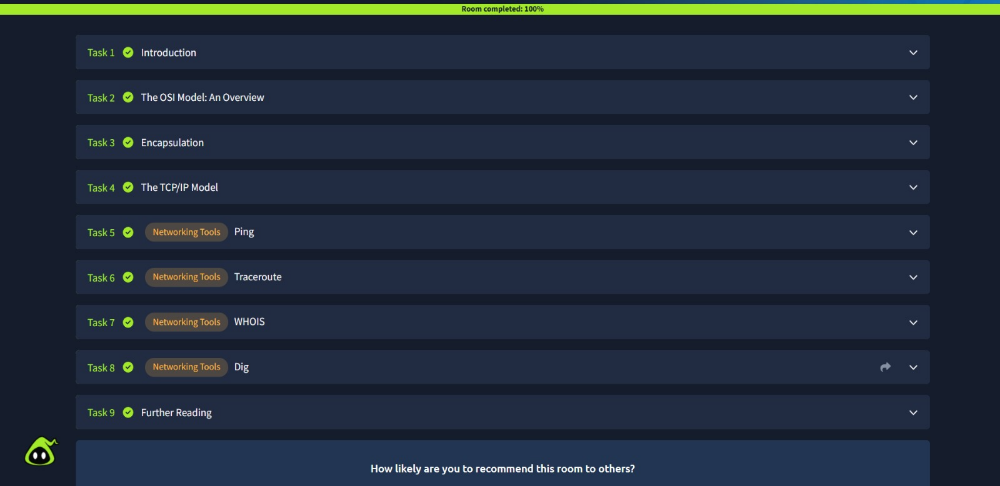 Room completed: 100%
Task 1 Introduction
Task 2 The OSI Model: An Overview
Task 3 Encapsulation
Task 4 The TCP/IP Model
Task 5 Networking Tools Ping
Task 6 Networking Tools Traceroute
Task 7 Networking Tools WHOIS
Task 8 Networking Tools Dig
Task 9 Further Reading
How likely are you to recommend this room to others?